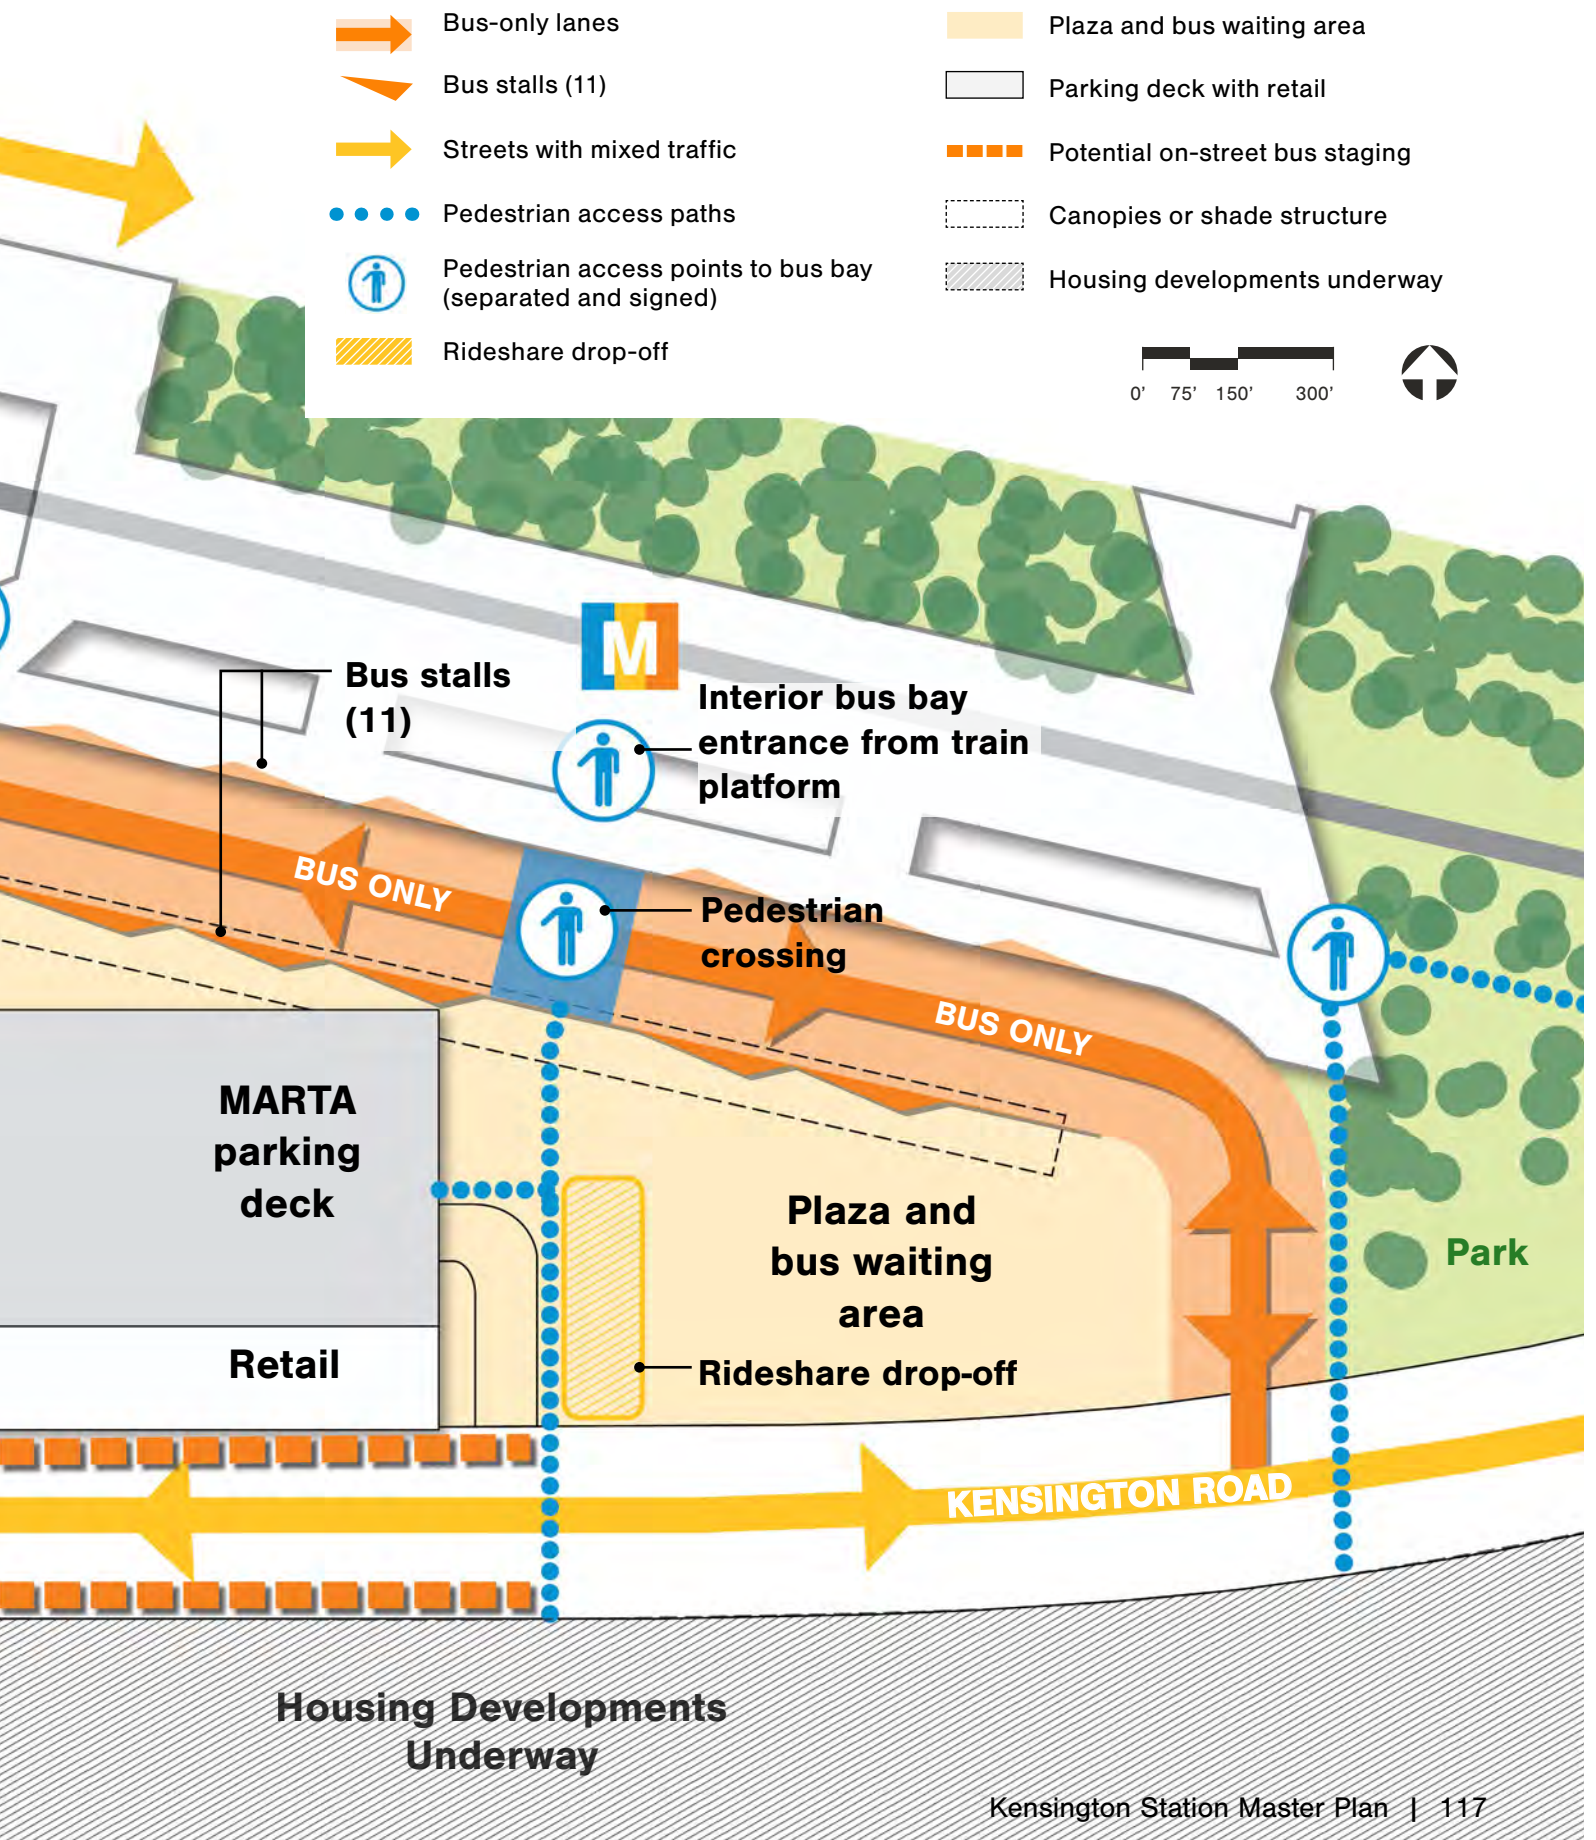 Bus-only lanes
Bus stalls (11)
Streets with mixed traffic
Pedestrian access paths
Pedestrian access points to bus bay
(separated and signed)
Rideshare drop-off
Plaza and bus waiting area
Parking deck with retail
Potential on-street bus staging
Canopies or shade structure
Housing developments underway
0' 75' 150' 300'
M
Bus stalls
(11)
Interior bus bay
entrance from train
platform
BUS ONLY
Pedestrian
crossing
BUS ONLY
MARTA
parking
deck
Plaza and
bus waiting
area
Park
Retail
Rideshare drop-off
KENSINGTON ROAD
Housing Developments
Underway
Kensington Station Master Plan | 117